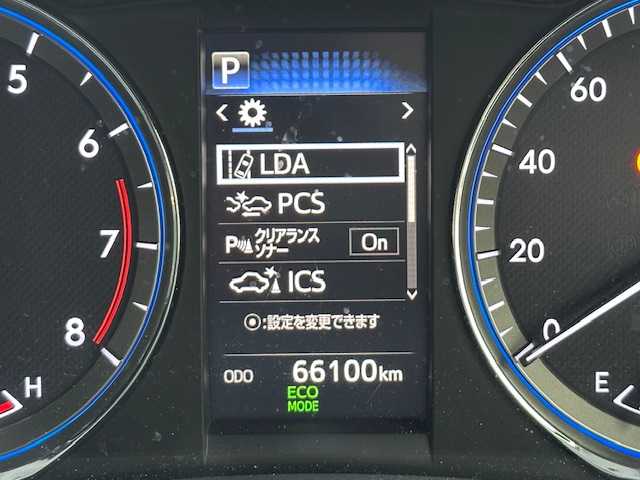 5
6
7
8
H
P
< >
LDA
PCS
P クリアランス
ソナー On
ICS
:設定を変更できます
ODO 66100km
ECO
MODE
60
40
20
0
E